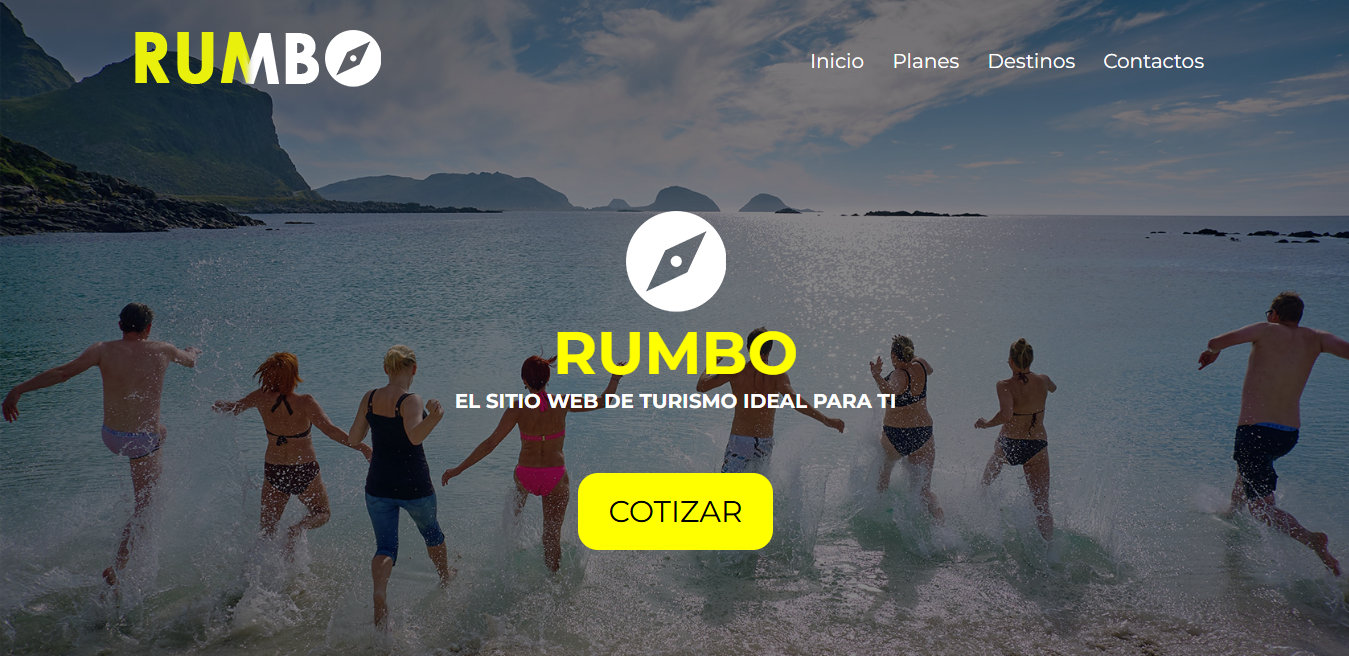 RUMBO
Inicio Planes Destinos Contactos
RUMBO
EL SITIO WEB DE TURISMO IDEAL PARA TI
COTIZAR